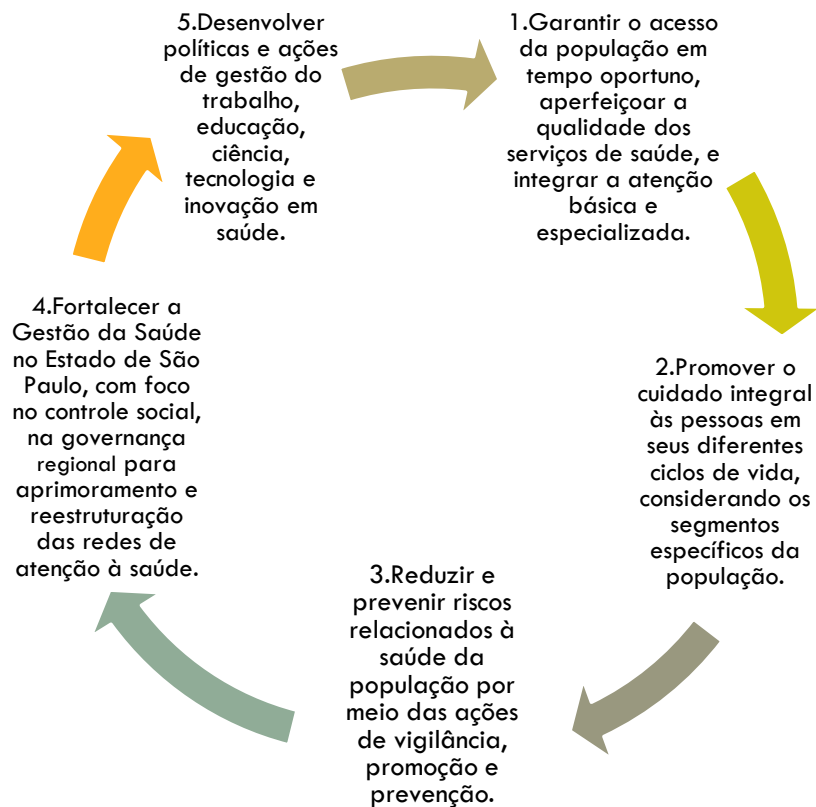 1.Garantir o acesso
da população em
tempo oportuno,
aperfeiçoar a
qualidade dos
serviços de saúde, e
integrar a atenção
básica e
especializada.
2.Promover o
cuidado integral
às pessoas em
seus diferentes
ciclos de vida,
considerando os
segmentos
específicos da
população.
3.Reduzir e
prevenir riscos
relacionados à
saúde da
população por
meio das ações
de vigilância,
promoção e
prevenção.
4.Fortalecer a
Gestão da Saúde
no Estado de São
Paulo, com foco
no controle social,
na governança
regional para
aprimoramento e
reestruturação
das redes de
atenção à saúde.
5.Desenvolver
políticas e ações
de gestão do
trabalho,
educação,
ciência,
tecnologia e
inovação em
saúde.